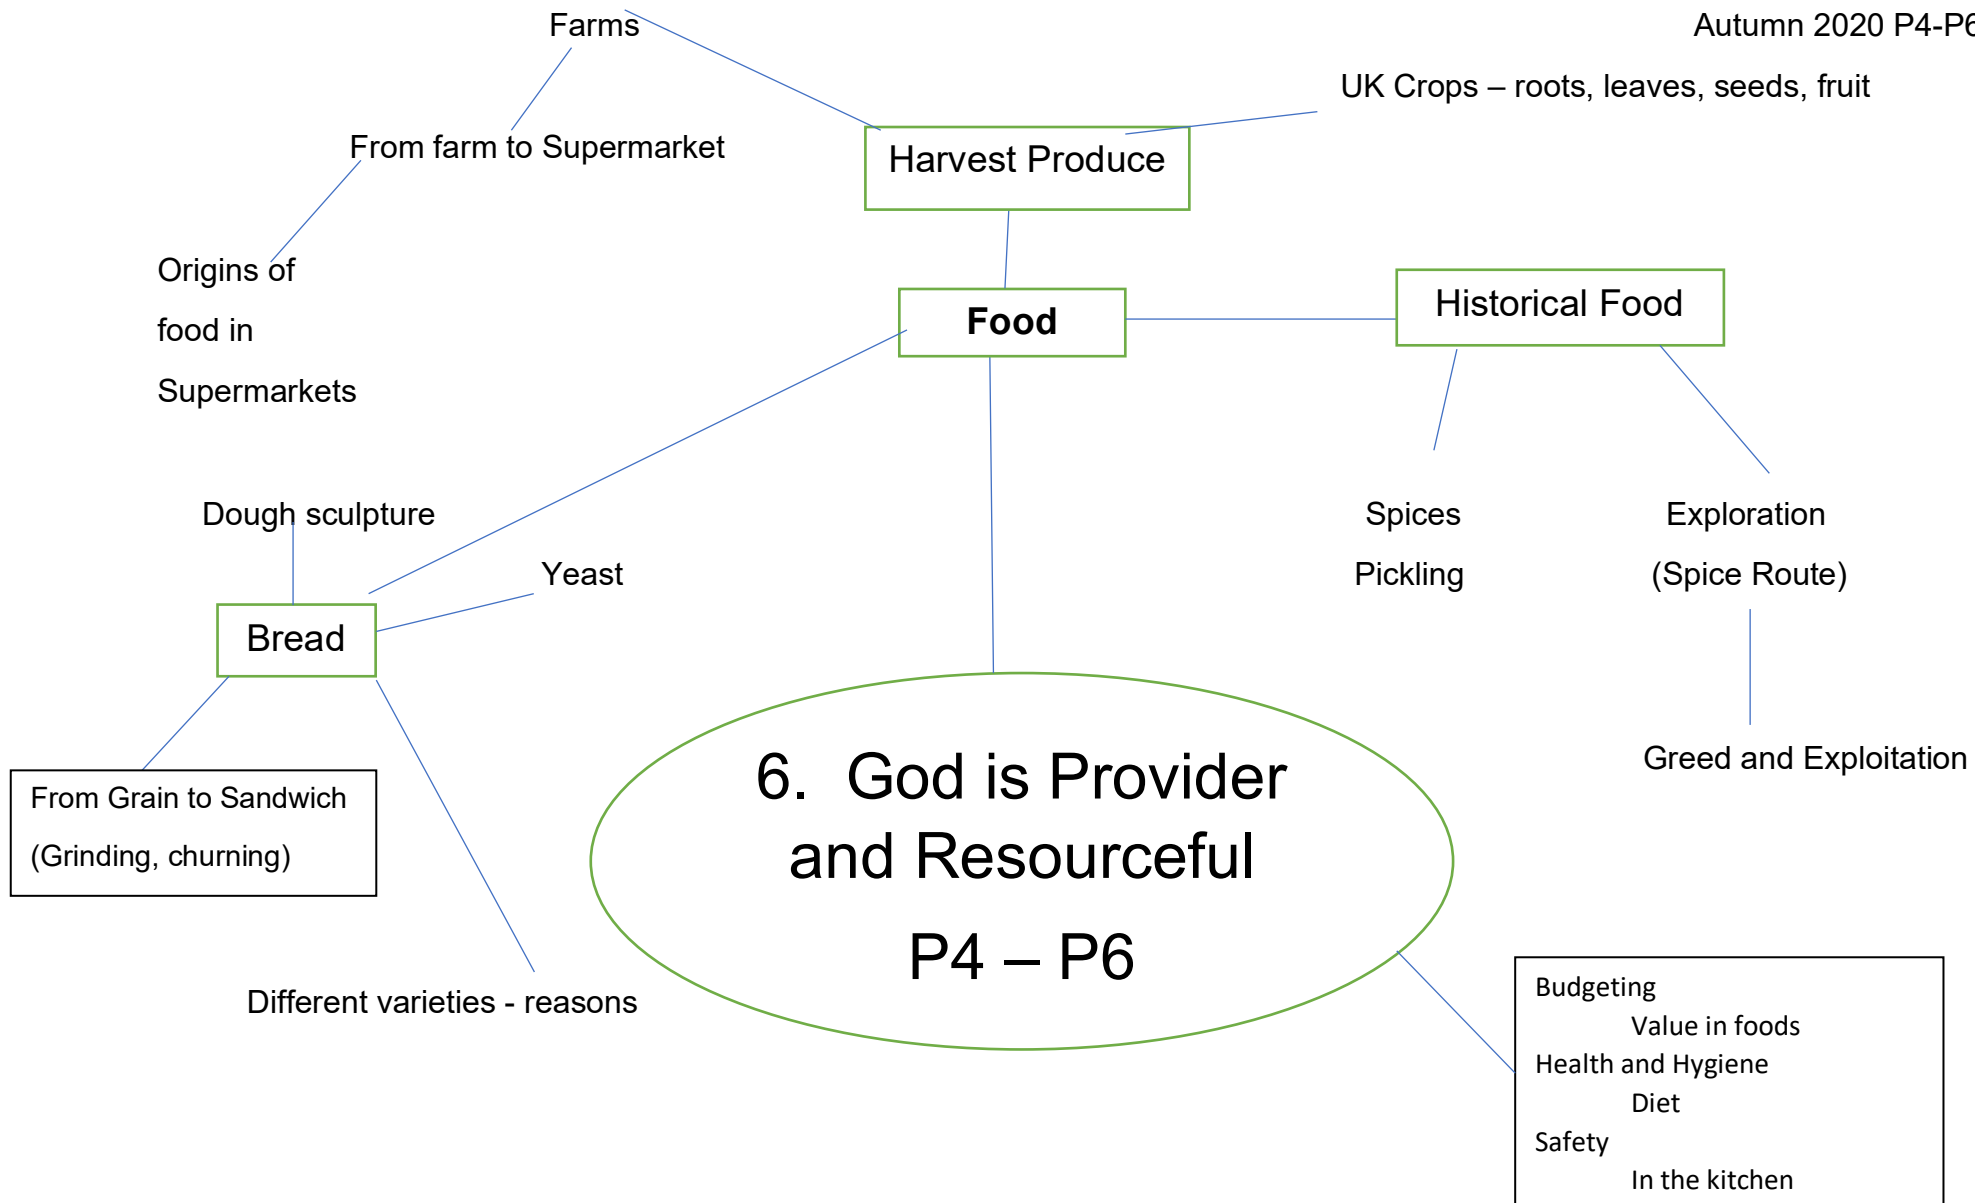 Farms
Autumn 2020 P4-P6
UK Crops – roots, leaves, seeds, fruit
From farm to Supermarket
Harvest Produce
Origins of
food in
Supermarkets
Food
Historical Food
Dough sculpture
Yeast
Bread
Spices
Pickling
Exploration
(Spice Route)
Greed and Exploitation
From Grain to Sandwich
(Grinding, churning)
Different varieties - reasons
6. God is Provider
and Resourceful
P4 – P6
Budgeting
Value in foods
Health and Hygiene
Diet
Safety
In the kitchen